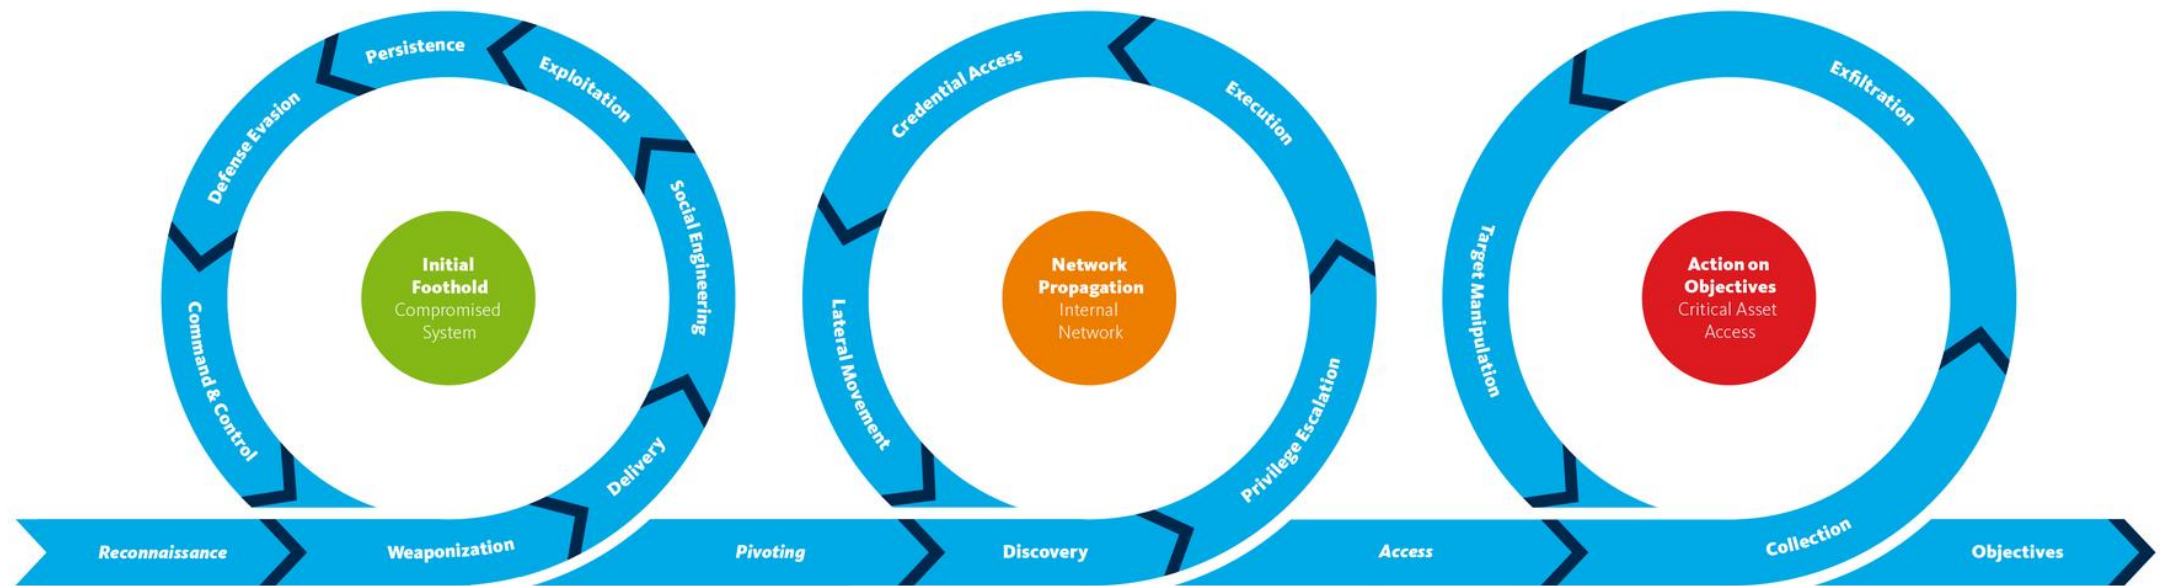 Reconnaissance
Weaponization
Delivery
Social Engineering
Exploitation
Persistence
Defense Evasion
Command & Control
Initial
Foothold
Compromised
System
Pivoting
Discovery
Privilege Escalation
Execution
Credential Access
Lateral Movement
Network
Propagation
Internal
Network
Access
Collection
Exfiltration
Target Manipulation
Action on
Objectives
Critical Asset
Access
Objectives